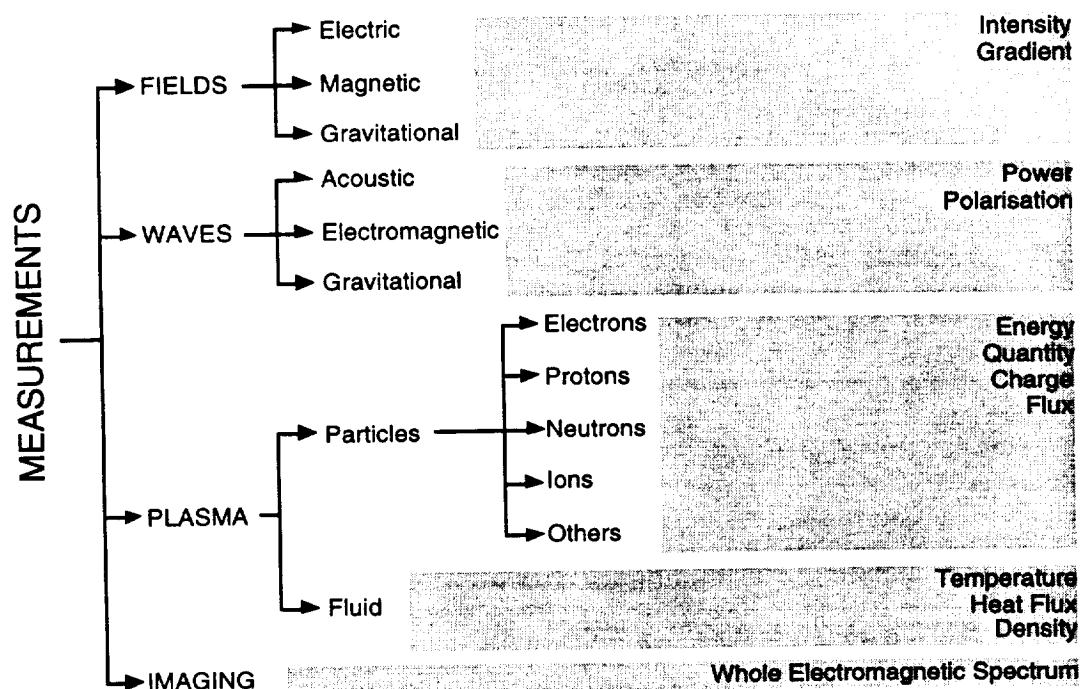 MEASUREMENTS
FIELDS
Electric
Magnetic
Gravitational
Intensity
Gradient
WAVES
Acoustic
Electromagnetic
Gravitational
Power
Polarisation
PLASMA
Particles
Electrons
Protons
Neutrons
Ions
Others
Energy
Quantity
Charge
Flux
Fluid
Temperature
Heat Flux
Density
IMAGING
Whole Electromagnetic Spectrum